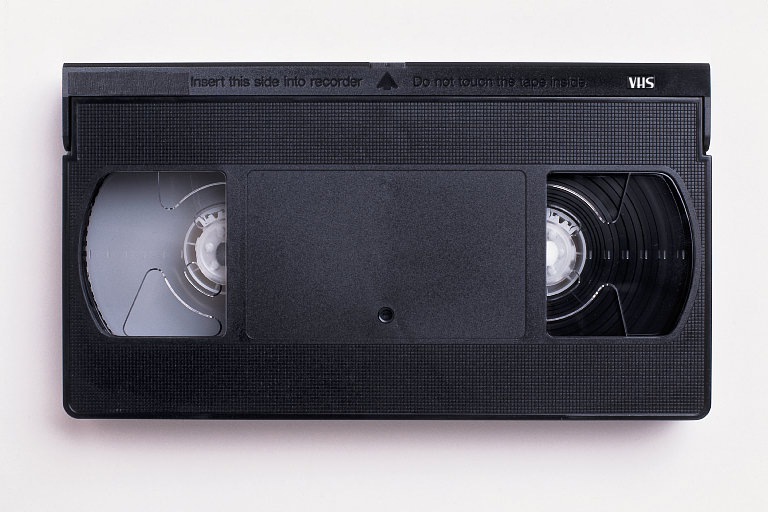 Insert this side into recorder
Do not touch the tape inside
VHS